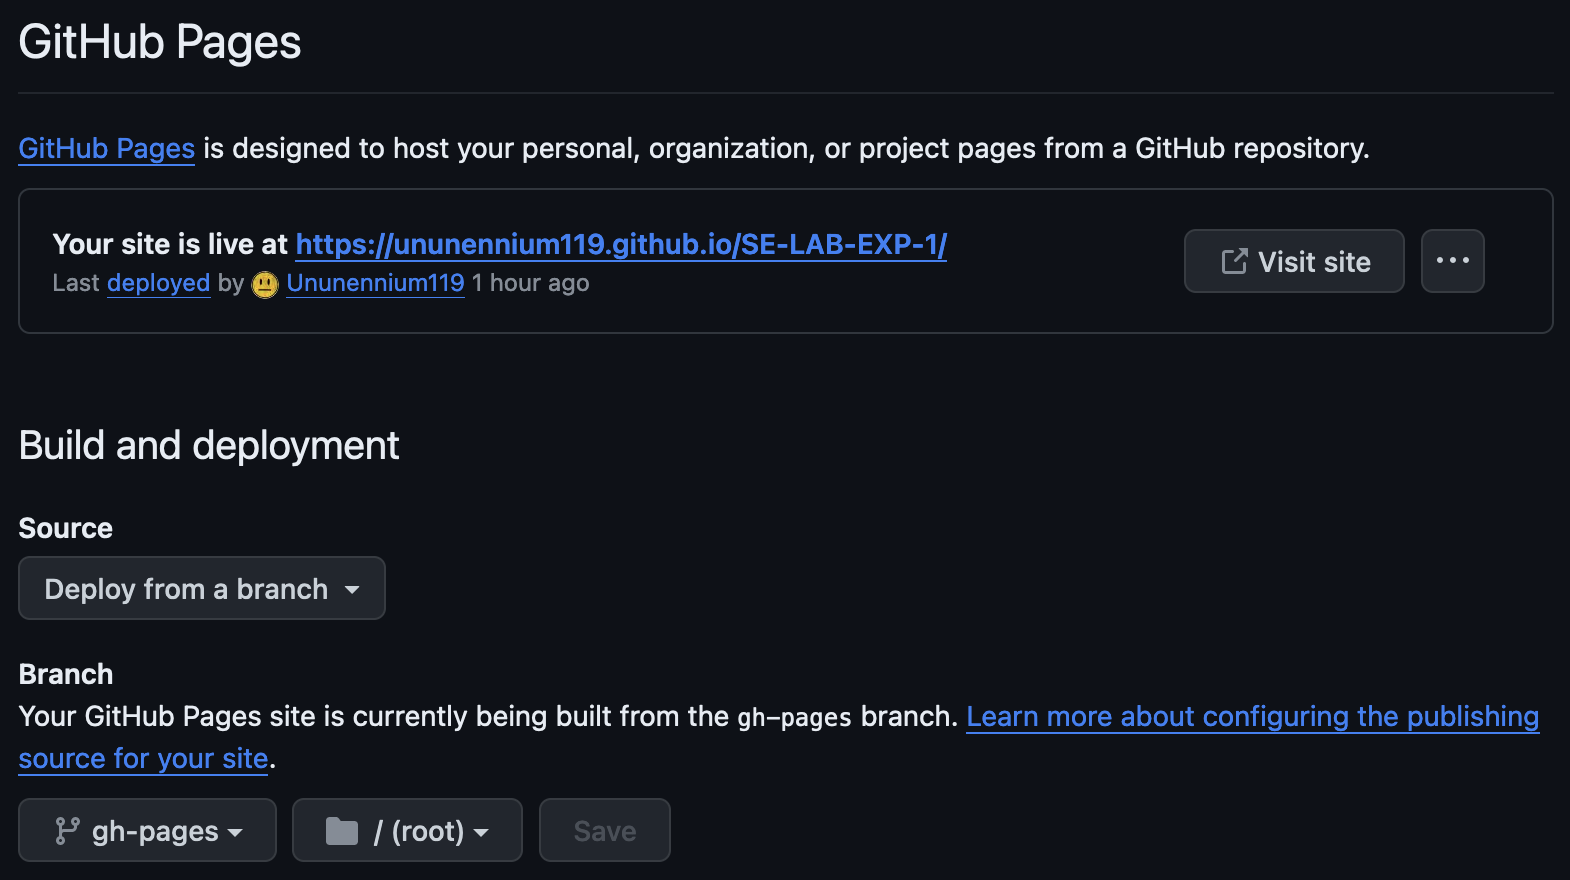 GitHub Pages
GitHub Pages is designed to host your personal, organization, or project pages from a GitHub repository.
Your site is live at https://ununennium119.github.io/SE-LAB-EXP-1/
Last deployed by Ununennium119 1 hour ago
Visit site
Build and deployment
Source
Deploy from a branch
Branch
Your GitHub Pages site is currently being built from the gh-pages branch. Learn more about configuring the publishing
source for your site.
gh-pages
/ (root)
Save